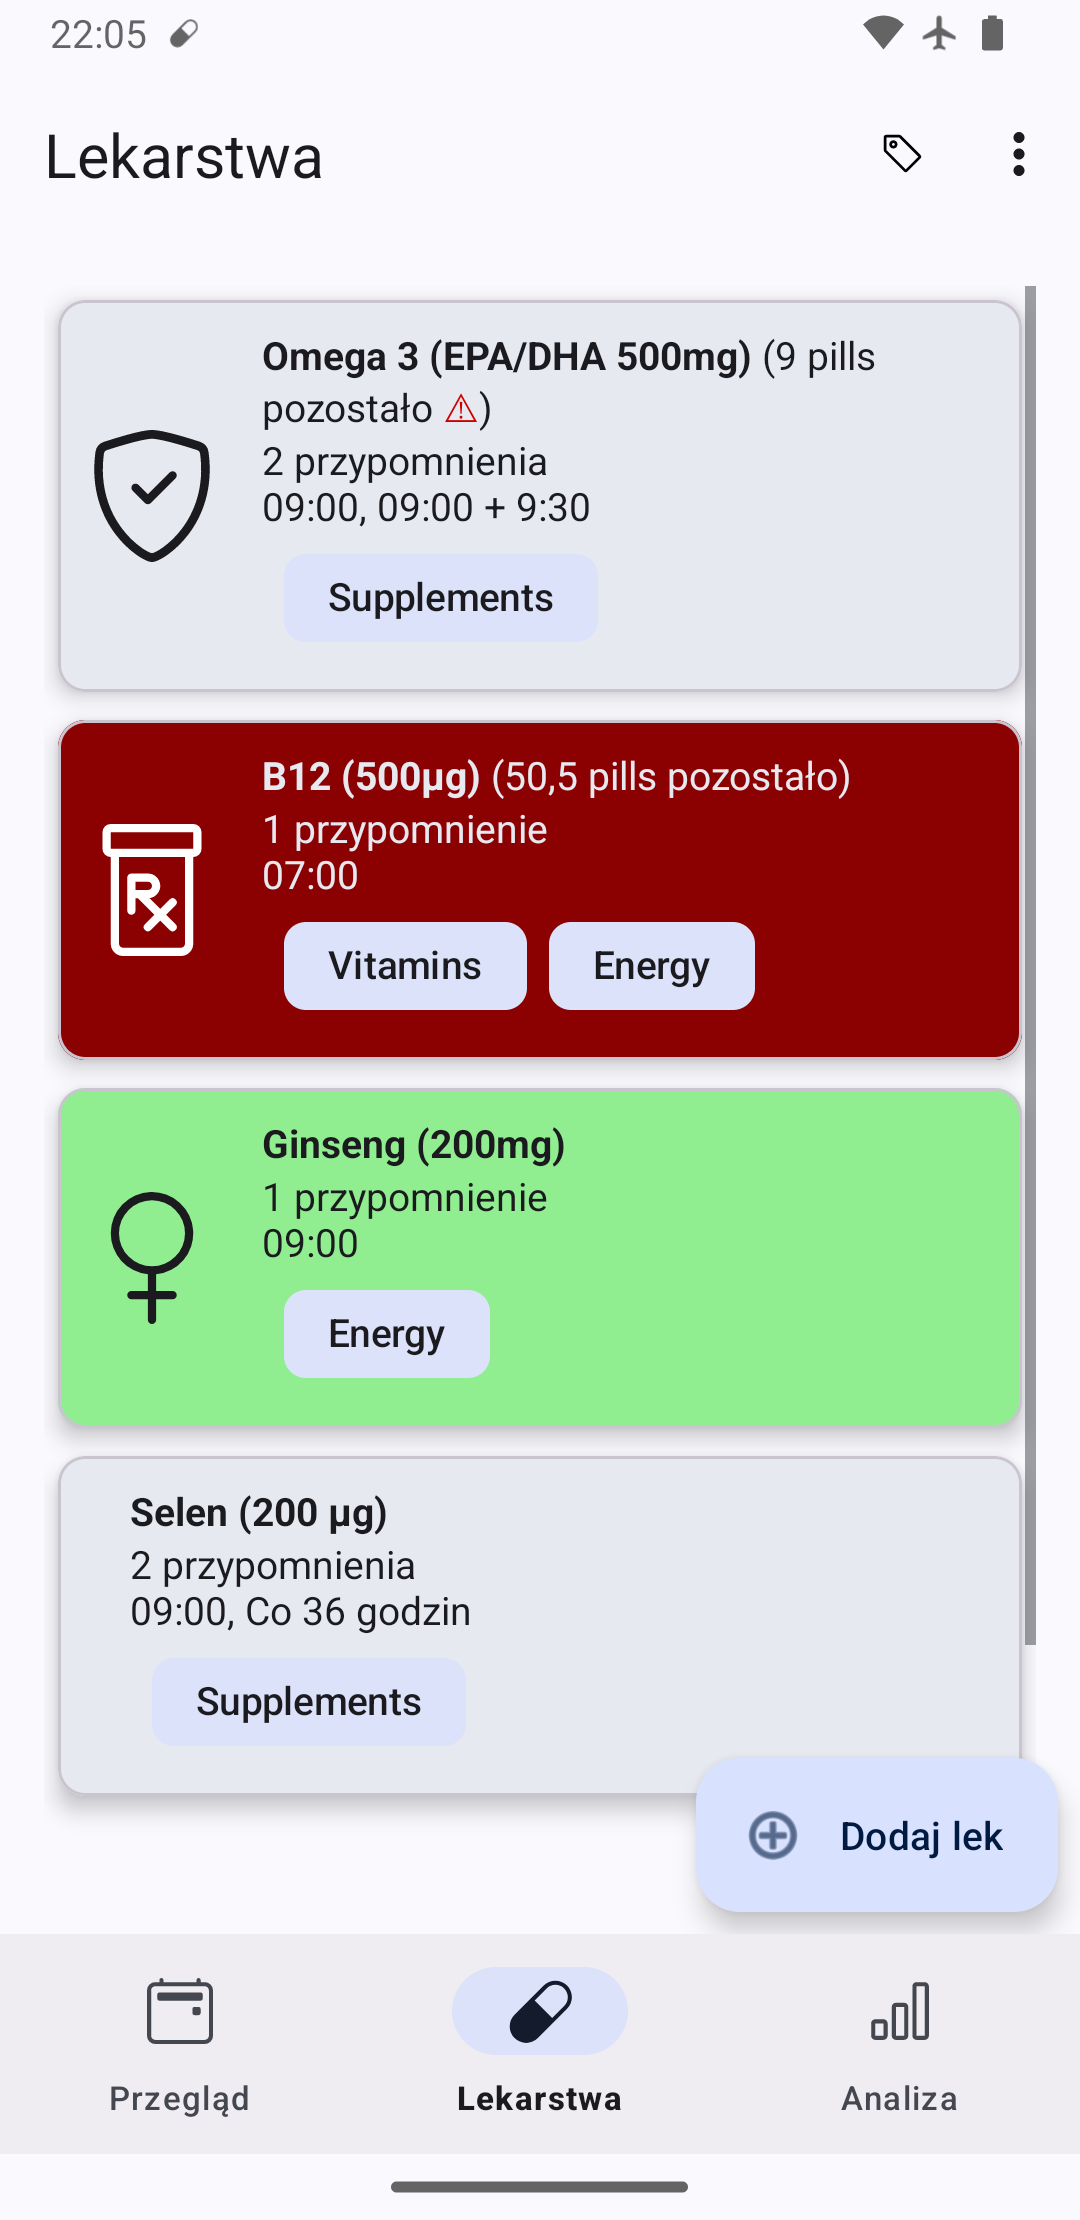 22:05
Lekarstwa
Omega 3 (EPA/DHA 500mg) (9 pills
pozostało ⚠)
2 przypomnienia
09:00, 09:00 + 9:30
Supplements
B12 (500µg) (50,5 pills pozostało)
1 przypomnienie
07:00
Vitamins Energy
Ginseng (200mg)
1 przypomnienie
09:00
Energy
Selen (200 µg)
2 przypomnienia
09:00, Co 36 godzin
Supplements
Dodaj lek
Przegląd Lekarstwa Analiza